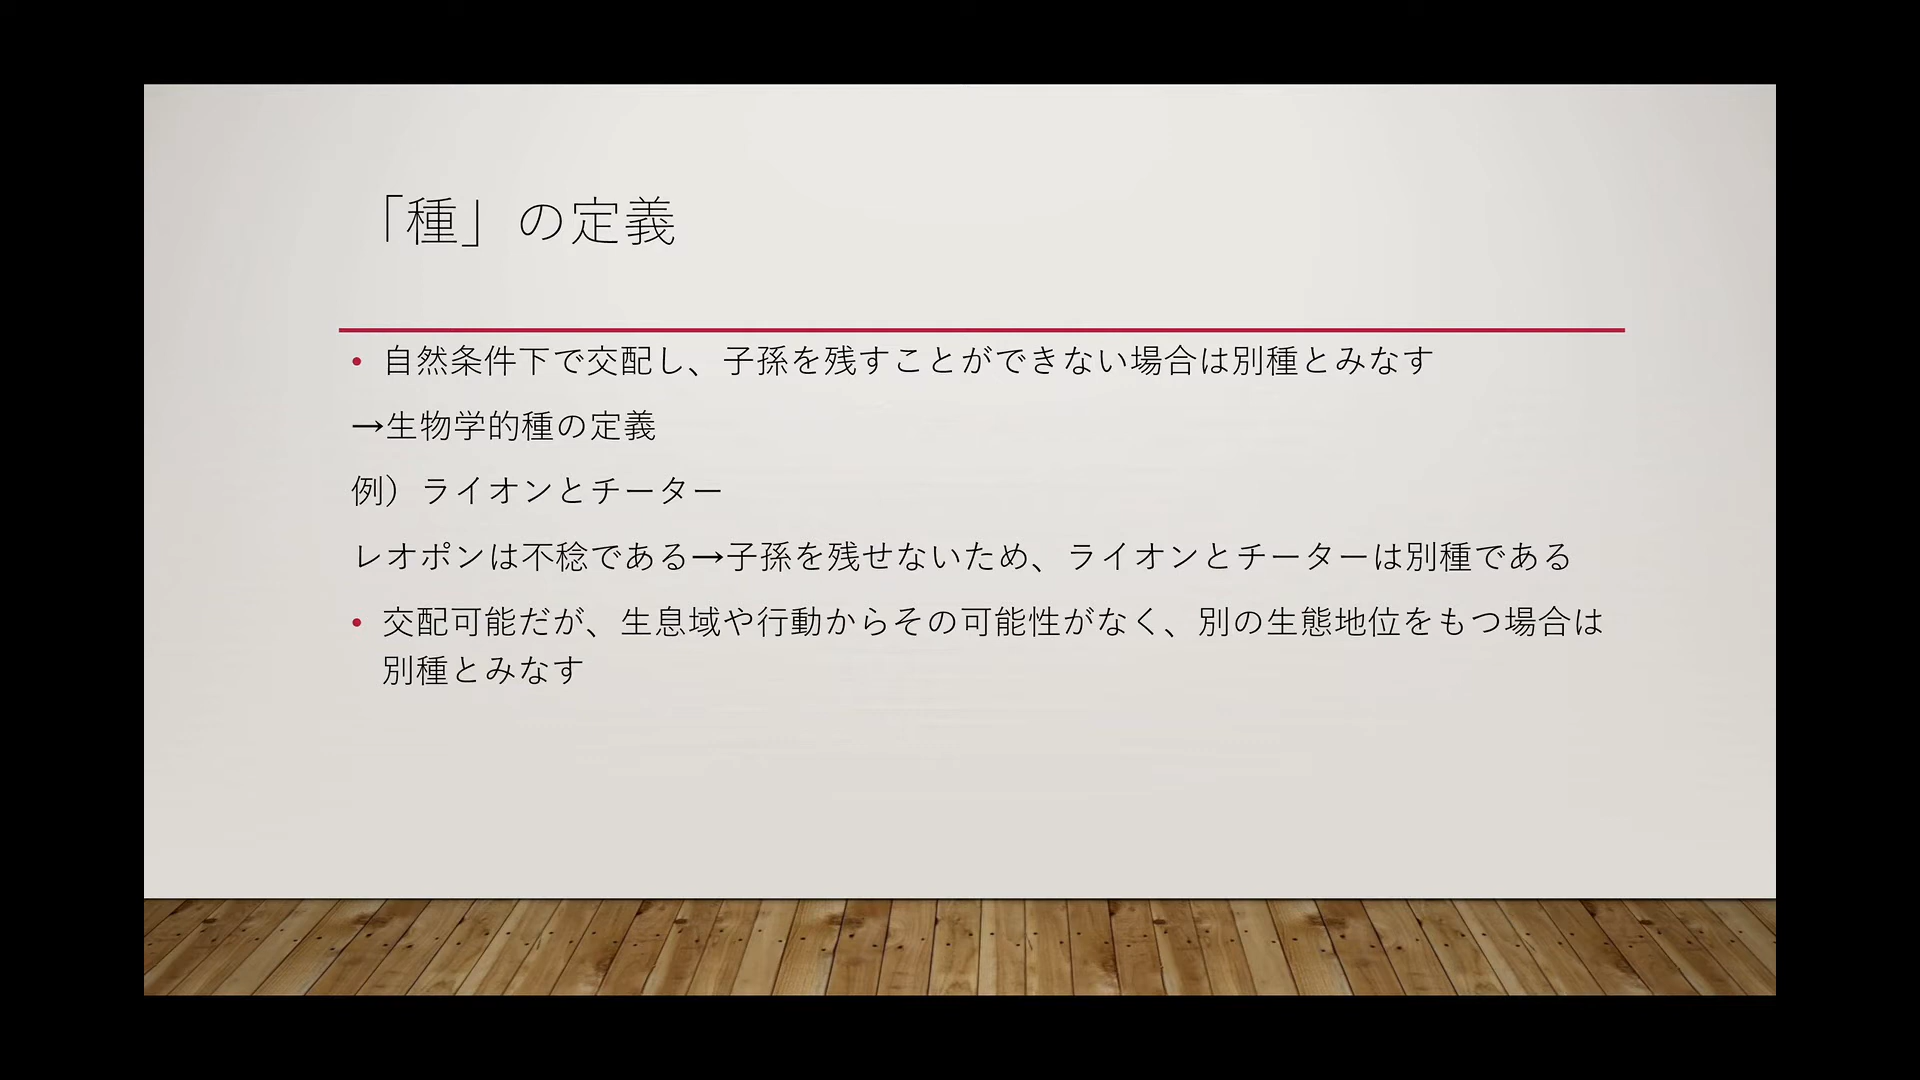 「種」の定義
• 自然条件下で交配し、子孫を残すことができない場合は別種とみなす
→生物学的種の定義
例）ライオンとチーター
レオポンは不稔である→子孫を残せないため、ライオンとチーターは別種である
• 交配可能だが、生息域や行動からその可能性がなく、別の生態地位をもつ場合は
別種とみなす